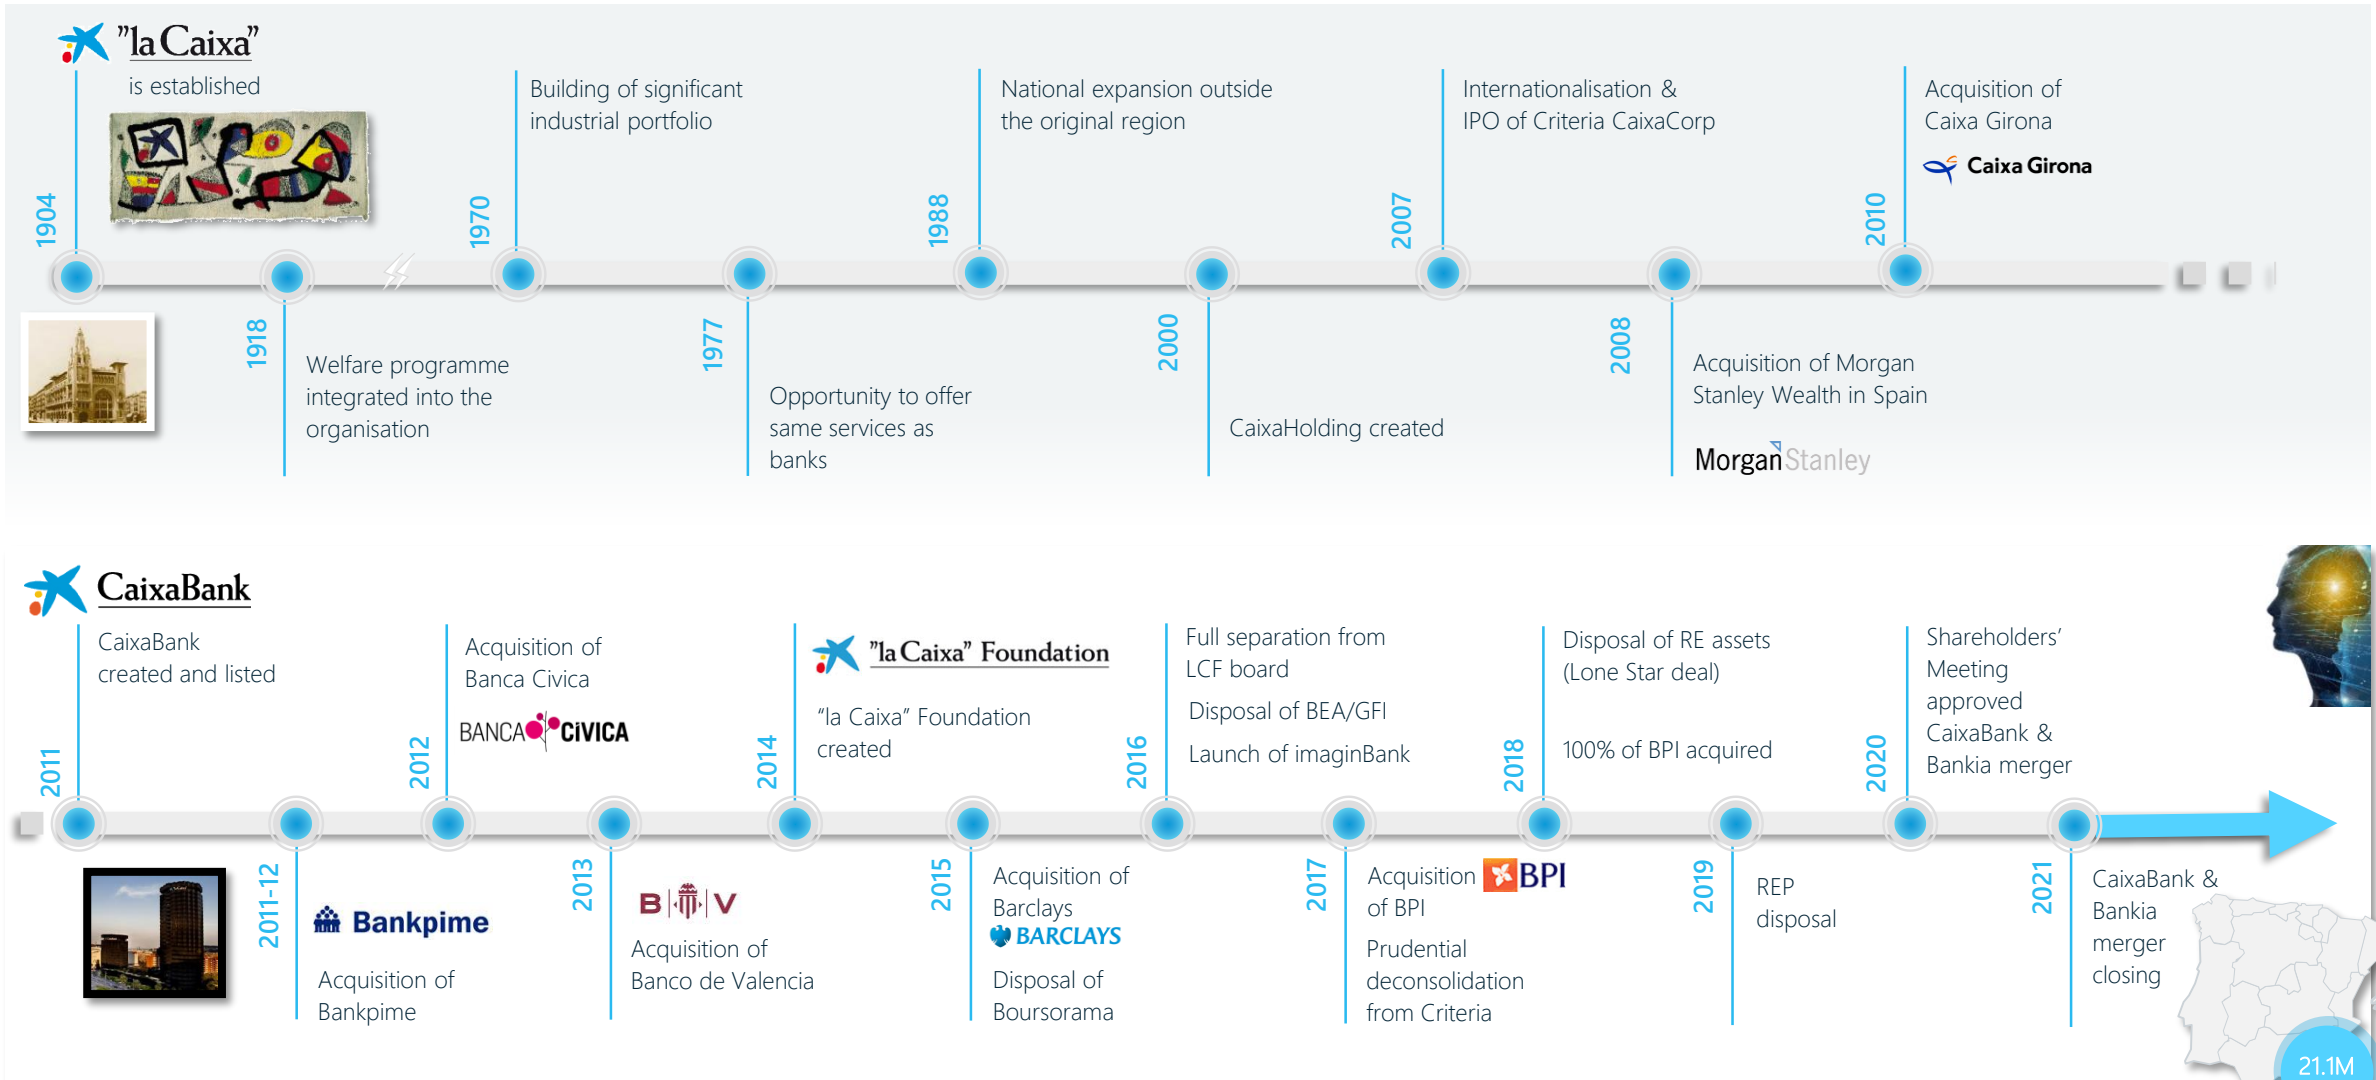 "la Caixa"
is established
1904
1918
Welfare programme
integrated into the
organisation
1970
Building of significant
industrial portfolio
1977
Opportunity to offer
same services as
banks
1988
National expansion outside
the original region
2000
CaixaHolding created
2007
Internationalisation &
IPO of Criteria CaixaCorp
2008
Acquisition of Morgan
Stanley Wealth in Spain
Morgan Stanley
2010
Acquisition of
Caixa Girona
Caixa Girona
CaixaBank
CaixaBank
created and listed
2011
2011-12
Bankpime
Acquisition of
Bankpime
2012
Acquisition of
Banca Civica
BANCA CÍVICA
2013
B V
Acquisition of
Banco de Valencia
2014
"la Caixa" Foundation
“la Caixa” Foundation
created
2015
Acquisition of
Barclays
BARCLAYS
Disposal of
Boursorama
2016
Full separation from
LCF board
Disposal of BEA/GFI
Launch of imaginBank
2017
Acquisition
of BPI
BPI
Prudential
deconsolidation
from Criteria
2018
Disposal of RE assets
(Lone Star deal)
100% of BPI acquired
2019
REP
disposal
2020
Shareholders’
Meeting
approved
CaixaBank &
Bankia merger
2021
CaixaBank &
Bankia
merger
closing
21.1M